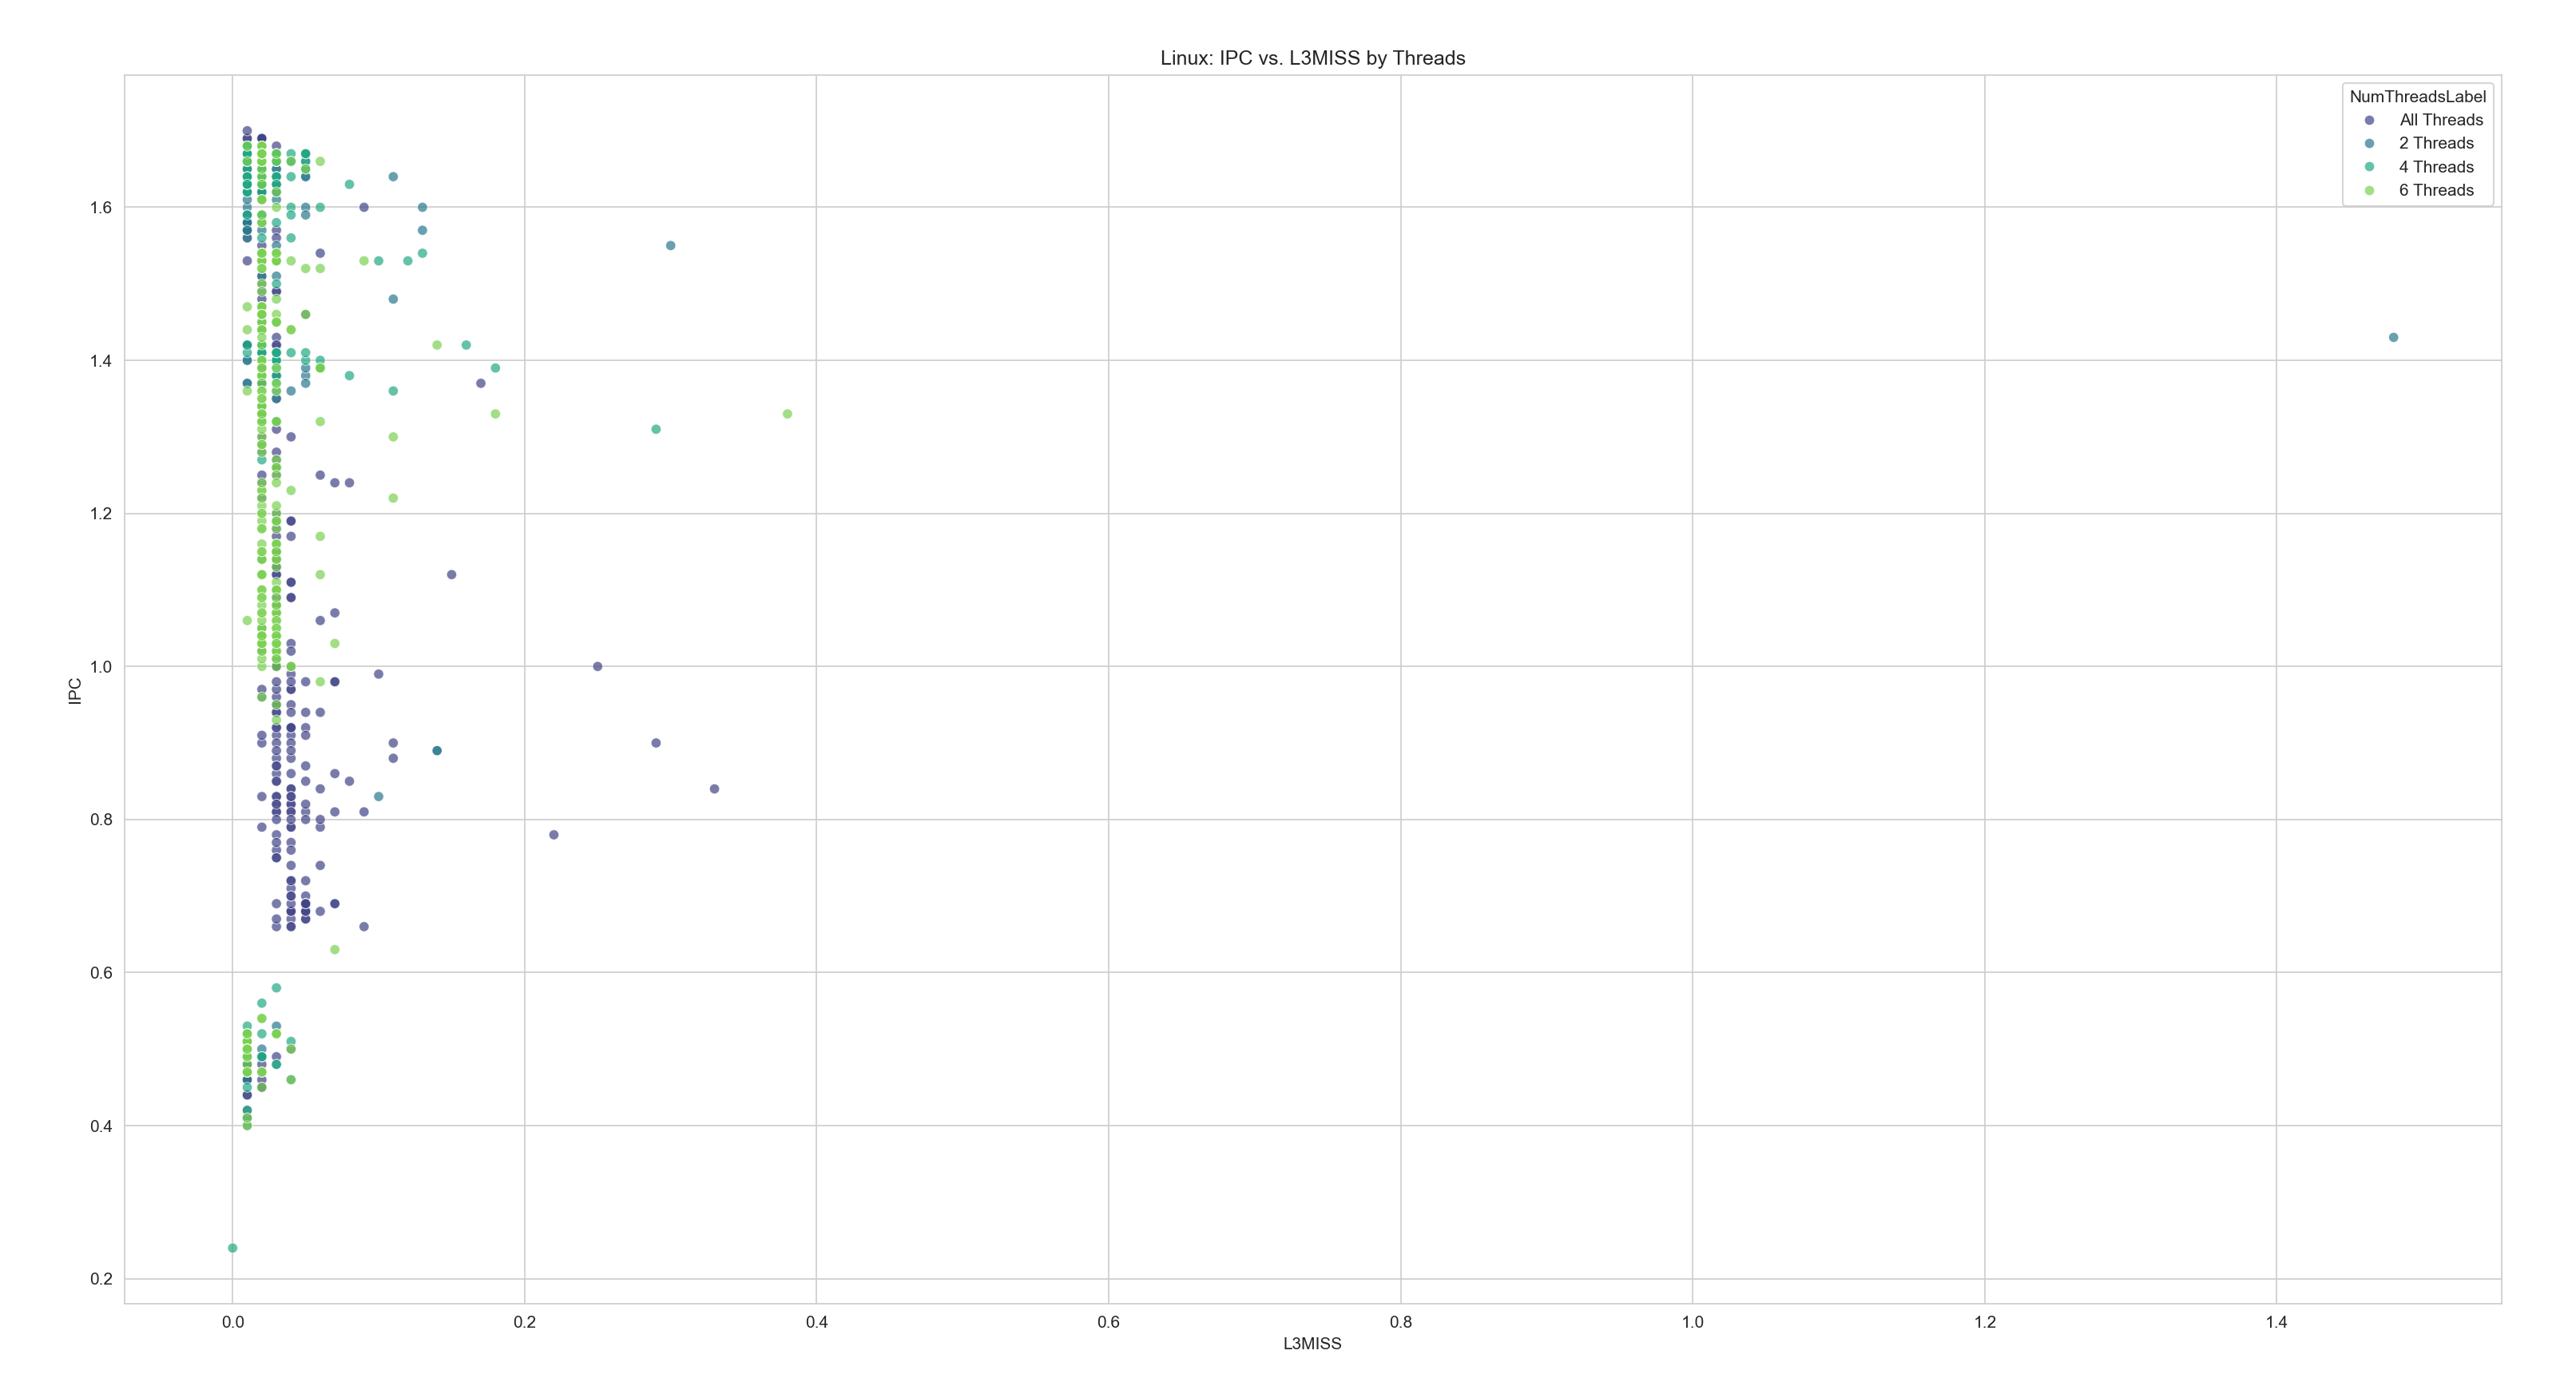 Linux: IPC vs. L3MISS by Threads
NumThreadsLabel
All Threads
2 Threads
4 Threads
6 Threads
1.6
1.4
1.2
1.0
0.8
0.6
0.4
0.2
IPC
0.0 0.2 0.4 0.6 0.8 1.0 1.2 1.4
L3MISS